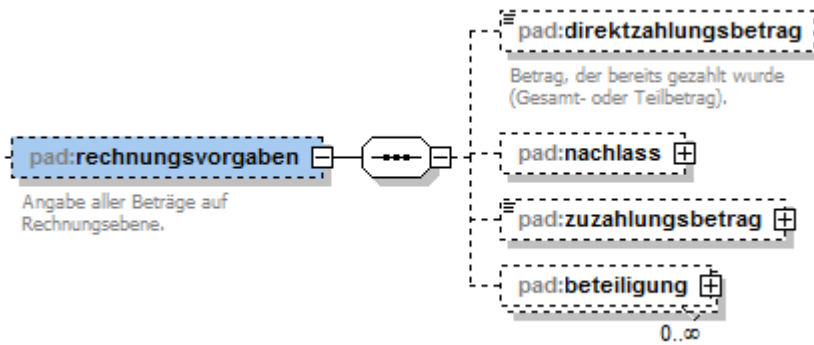 pad:direktzahlungsbetrag
Betrag, der bereits gezahlt wurde
(Gesamt- oder Teilbetrag).
pad:rechnungsvorgaben
Angabe aller Beträge auf
Rechnungsebene.
pad:nachlass
pad:zuzahlungsbetrag
pad:beteiligung
0..∞